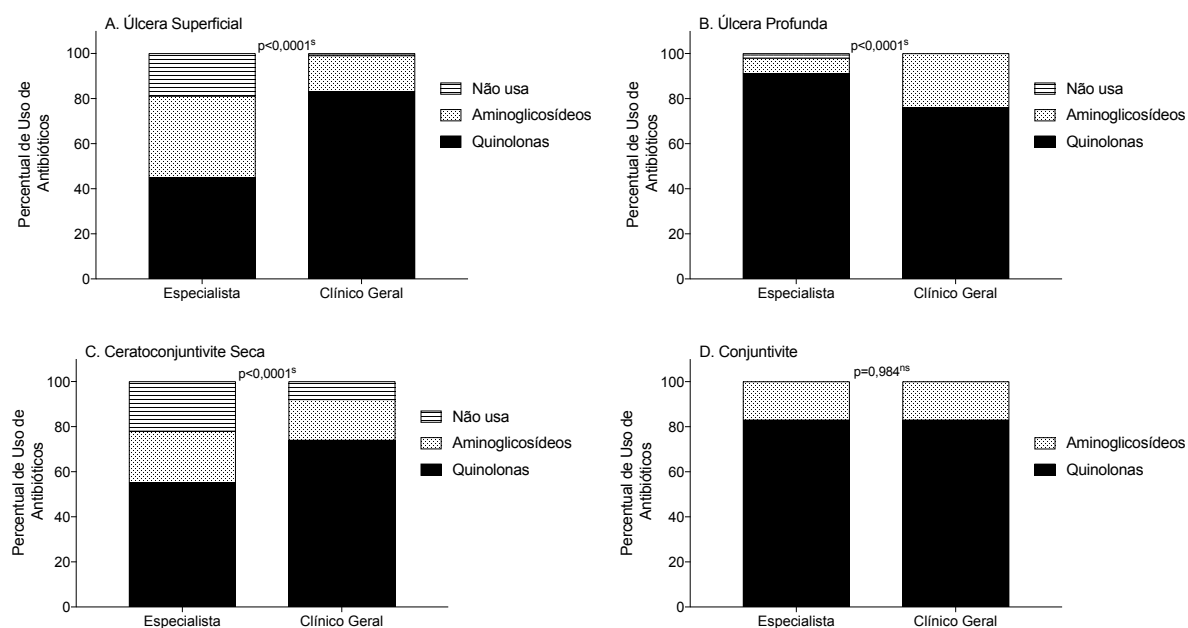 A. Úlcera Superficial
p<0,0001s
100
80
60
40
20
0
Percentual de Uso de
Antibióticos
Especialista
Clínico Geral
Não usa
Aminoglicosídeos
Quinolonas
B. Úlcera Profunda
p<0,0001s
100
80
60
40
20
0
Percentual de Uso de
Antibióticos
Especialista
Clínico Geral
Não usa
Aminoglicosídeos
Quinolonas
C. Ceratoconjuntivite Seca
p<0,0001s
100
80
60
40
20
0
Percentual de Uso de
Antibióticos
Especialista
Clínico Geral
Não usa
Aminoglicosídeos
Quinolonas
D. Conjuntivite
p=0,984ns
100
80
60
40
20
0
Percentual de Uso de
Antibióticos
Especialista
Clínico Geral
Aminoglicosídeos
Quinolonas